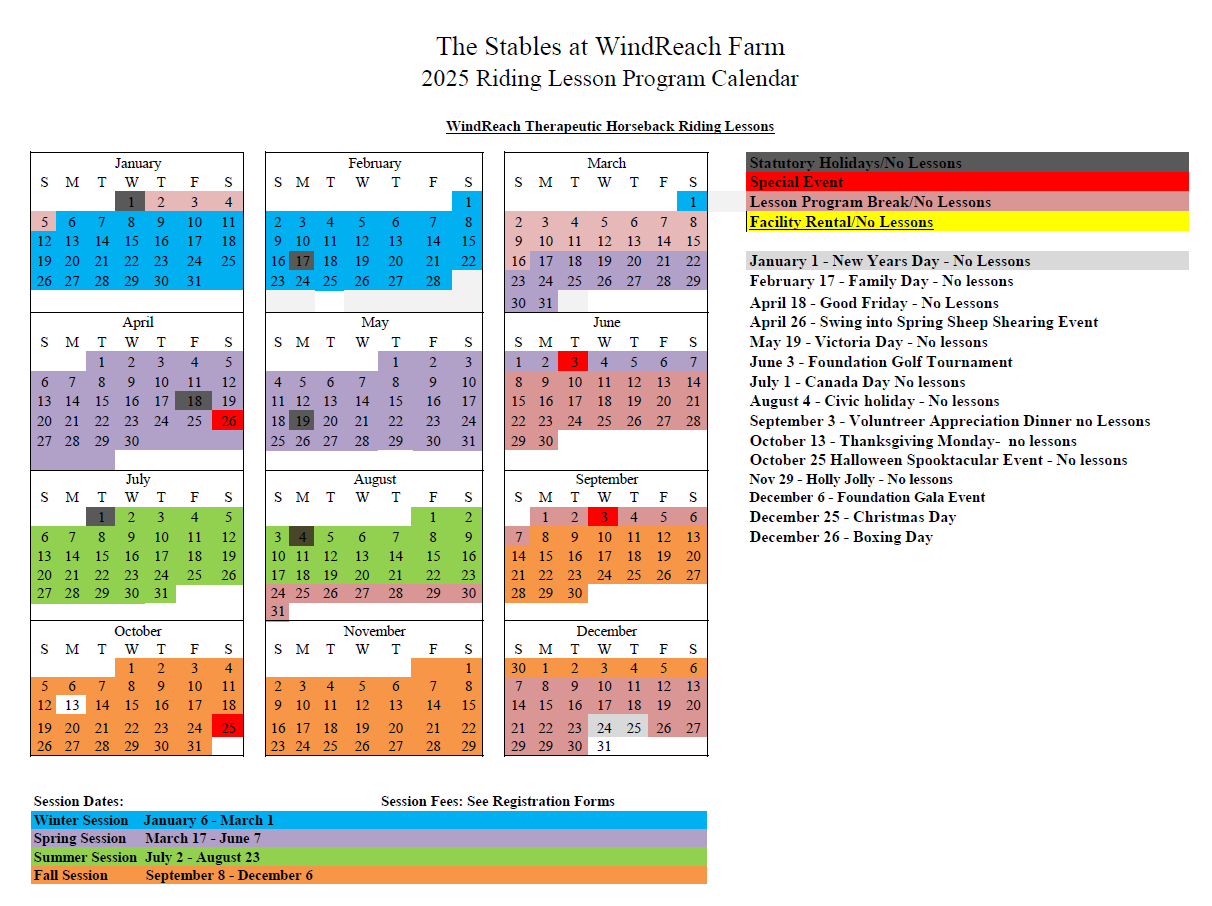 The Stables at WindReach Farm
2025 Riding Lesson Program Calendar
WindReach Therapeutic Horseback Riding Lessons
January
S M T W T F S
1 2 3 4
5 6 7 8 9 10 11
12 13 14 15 16 17 18
19 20 21 22 23 24 25
26 27 28 29 30 31
February
S M T W T F S
1
2 3 4 5 6 7 8
9 10 11 12 13 14 15
16 17 18 19 20 21 22
23 24 25 26 27 28
March
S M T W T F S
1
2 3 4 5 6 7 8
9 10 11 12 13 14 15
16 17 18 19 20 21 22
23 24 25 26 27 28 29
30 31
April
S M T W T F S
1 2 3 4 5
6 7 8 9 10 11 12
13 14 15 16 17 18 19
20 21 22 23 24 25 26
27 28 29 30
May
S M T W T F S
1 2 3
4 5 6 7 8 9 10
11 12 13 14 15 16 17
18 19 20 21 22 23 24
25 26 27 28 29 30 31
June
S M T W T F S
1 2 3 4 5 6 7
8 9 10 11 12 13 14
15 16 17 18 19 20 21
22 23 24 25 26 27 28
29 30
July
S M T W T F S
1 2 3 4 5
6 7 8 9 10 11 12
13 14 15 16 17 18 19
20 21 22 23 24 25 26
27 28 29 30 31
August
S M T W T F S
1 2
3 4 5 6 7 8 9
10 11 12 13 14 15 16
17 18 19 20 21 22 23
24 25 26 27 28 29 30
31
September
S M T W T F S
1 2 3 4 5 6
7 8 9 10 11 12 13
14 15 16 17 18 19 20
21 22 23 24 25 26 27
28 29 30
October
S M T W T F S
1 2 3 4
5 6 7 8 9 10 11
12 13 14 15 16 17 18
19 20 21 22 23 24 25
26 27 28 29 30 31
November
S M T W T F S
1
2 3 4 5 6 7 8
9 10 11 12 13 14 15
16 17 18 19 20 21 22
23 24 25 26 27 28 29
December
S M T W T F S
30 1 2 3 4 5 6
7 8 9 10 11 12 13
14 15 16 17 18 19 20
21 22 23 24 25 26 27
29 29 30 31
Statutory Holidays/No Lessons
Special Event
Lesson Program Break/No Lessons
Facility Rental/No Lessons
January 1 - New Years Day - No Lessons
February 17 - Family Day - No lessons
April 18 - Good Friday - No Lessons
April 26 - Swing into Spring Sheep Shearing Event
May 19 - Victoria Day - No lessons
June 3 - Foundation Golf Tournament
July 1 - Canada Day No lessons
August 4 - Civic holiday - No lessons
September 3 - Voluntreer Appreciation Dinner no Lessons
October 13 - Thanksgiving Monday- no lessons
October 25 Halloween Spooktacular Event - No lessons
Nov 29 - Holly Jolly - No lessons
December 6 - Foundation Gala Event
December 25 - Christmas Day
December 26 - Boxing Day
Session Dates: Session Fees: See Registration Forms
Winter Session January 6 - March 1
Spring Session March 17 - June 7
Summer Session July 2 - August 23
Fall Session September 8 - December 6